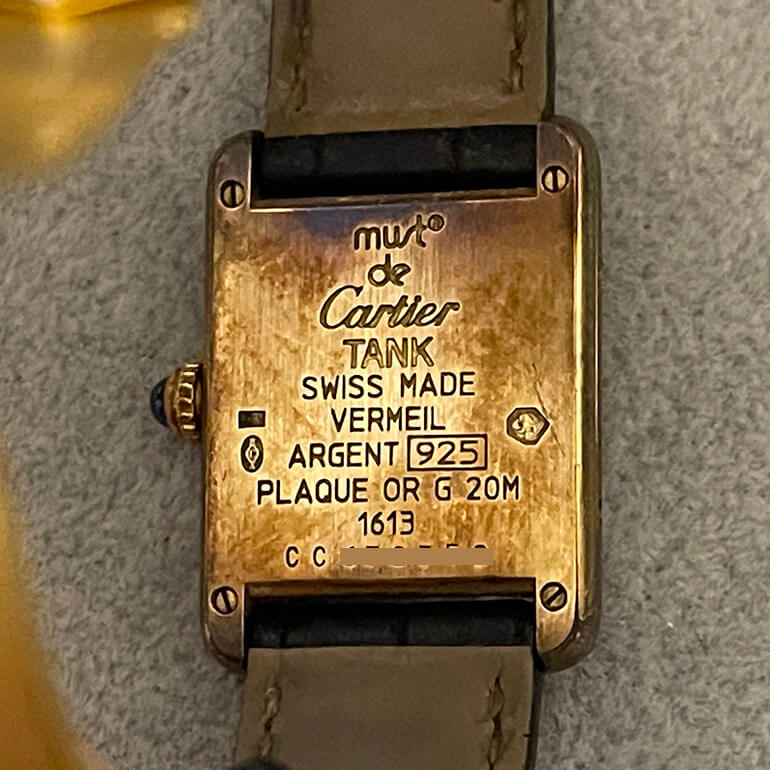 must®
de
Cartier
TANK
SWISS MADE
VERMEIL
ARGENT 925
PLAQUE OR G 20M
1613
CC